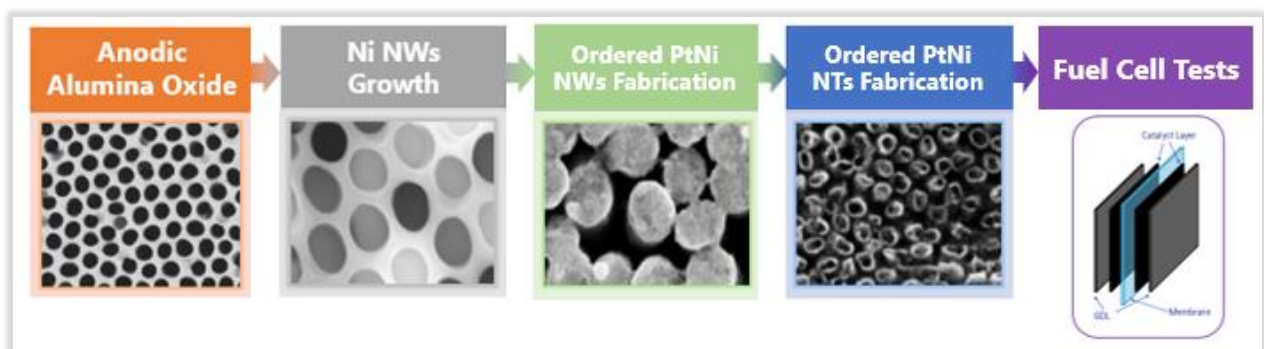 Anodic
Alumina Oxide
Ni NWs
Growth
Ordered PtNi
NWs Fabrication
Ordered PtNi
NTs Fabrication
Fuel Cell Tests
Catalyst Layer
GDL
Membrane